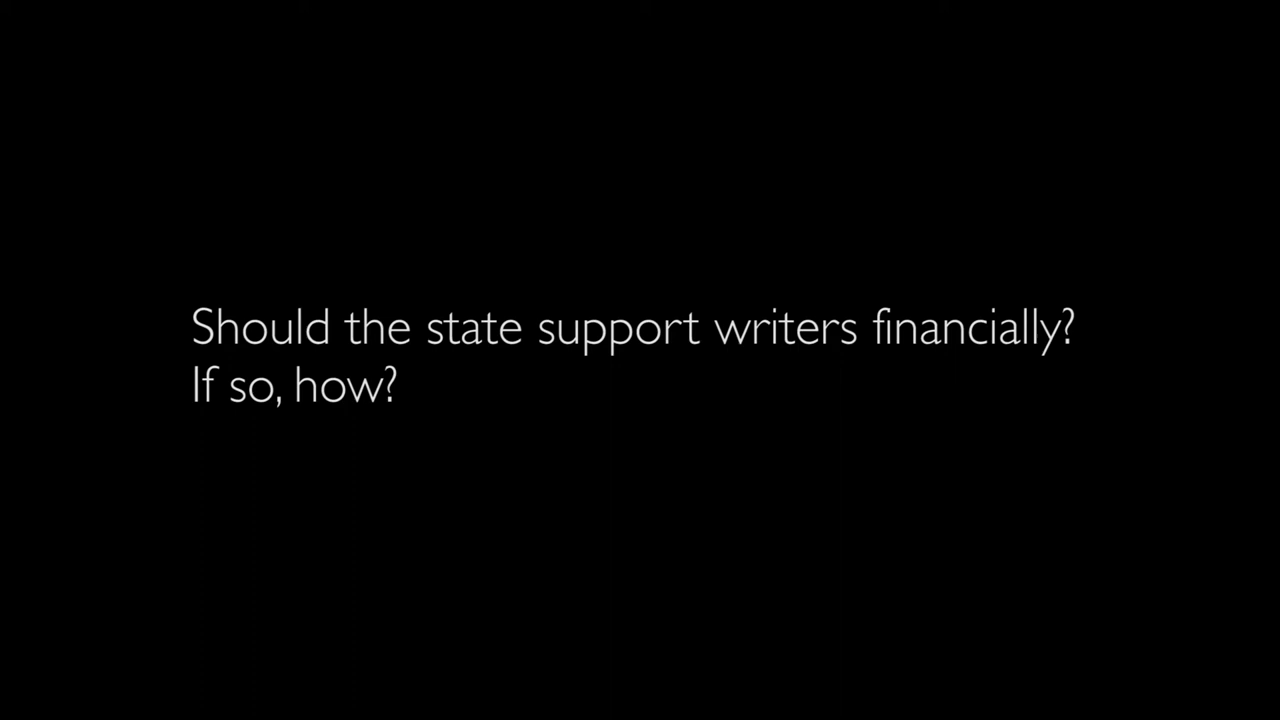 Should the state support writers financially?
If so, how?